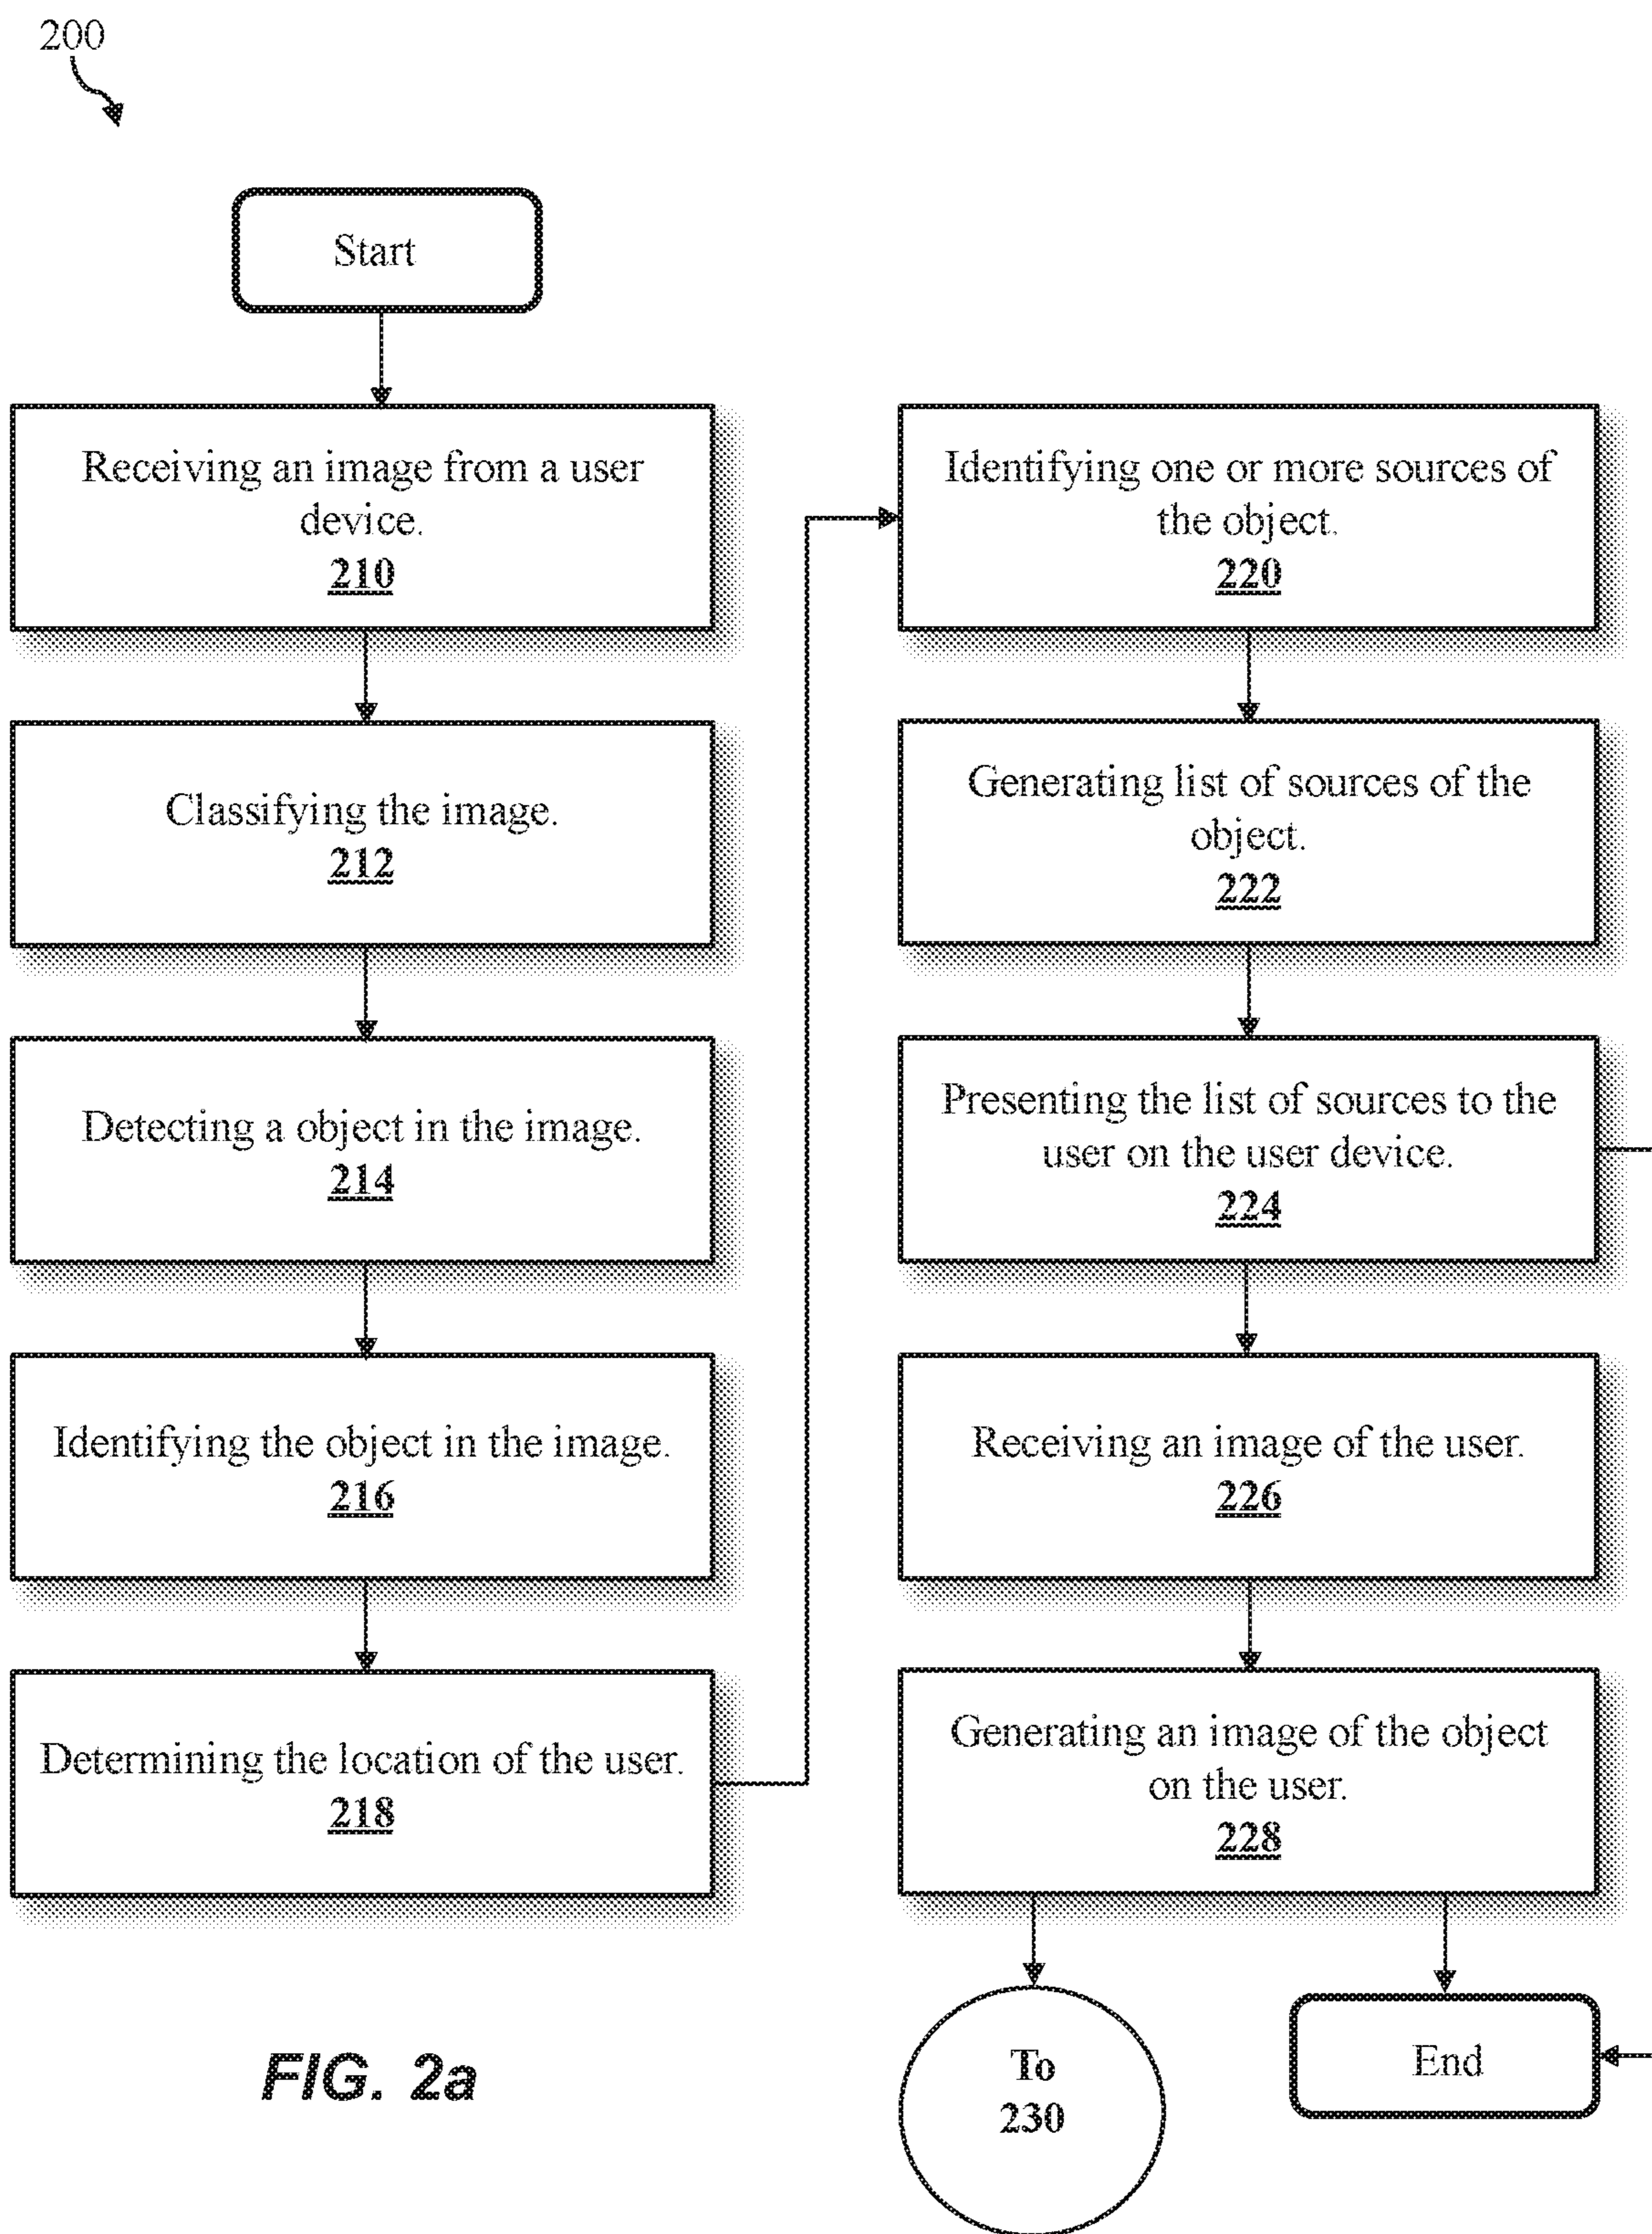 200
Start
Receiving an image from a user
device.
210
Classifying the image.
212
Detecting a object in the image.
214
Identifying the object in the image.
216
Determining the location of the user.
218
Identifying one or more sources of
the object.
220
Generating list of sources of the
object.
222
Presenting the list of sources to the
user on the user device.
224
Receiving an image of the user.
226
Generating an image of the object
on the user.
228
To
230
End
FIG. 2a